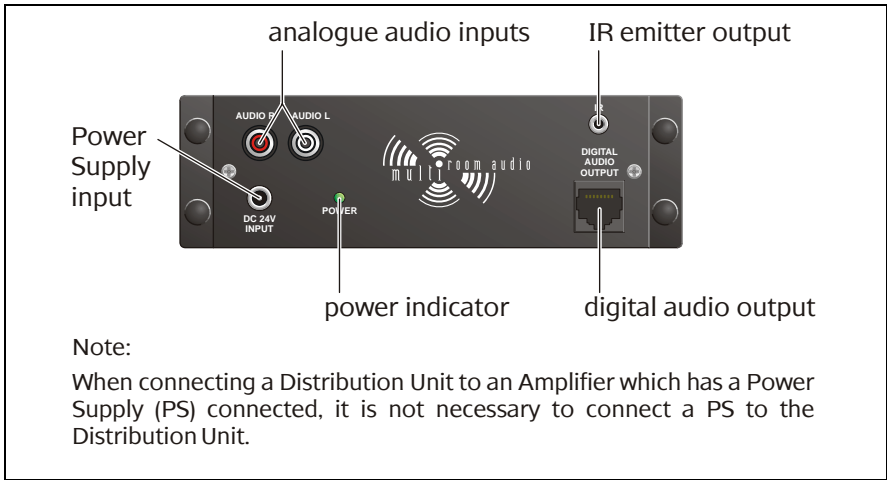 analogue audio inputs
IR emitter output
Power
Supply
input
AUDIO R
AUDIO L
IR
DIGITAL
AUDIO
OUTPUT
multi room audio
DC 24V
INPUT
POWER
power indicator
digital audio output
Note:
When connecting a Distribution Unit to an Amplifier which has a Power
Supply (PS) connected, it is not necessary to connect a PS to the
Distribution Unit.